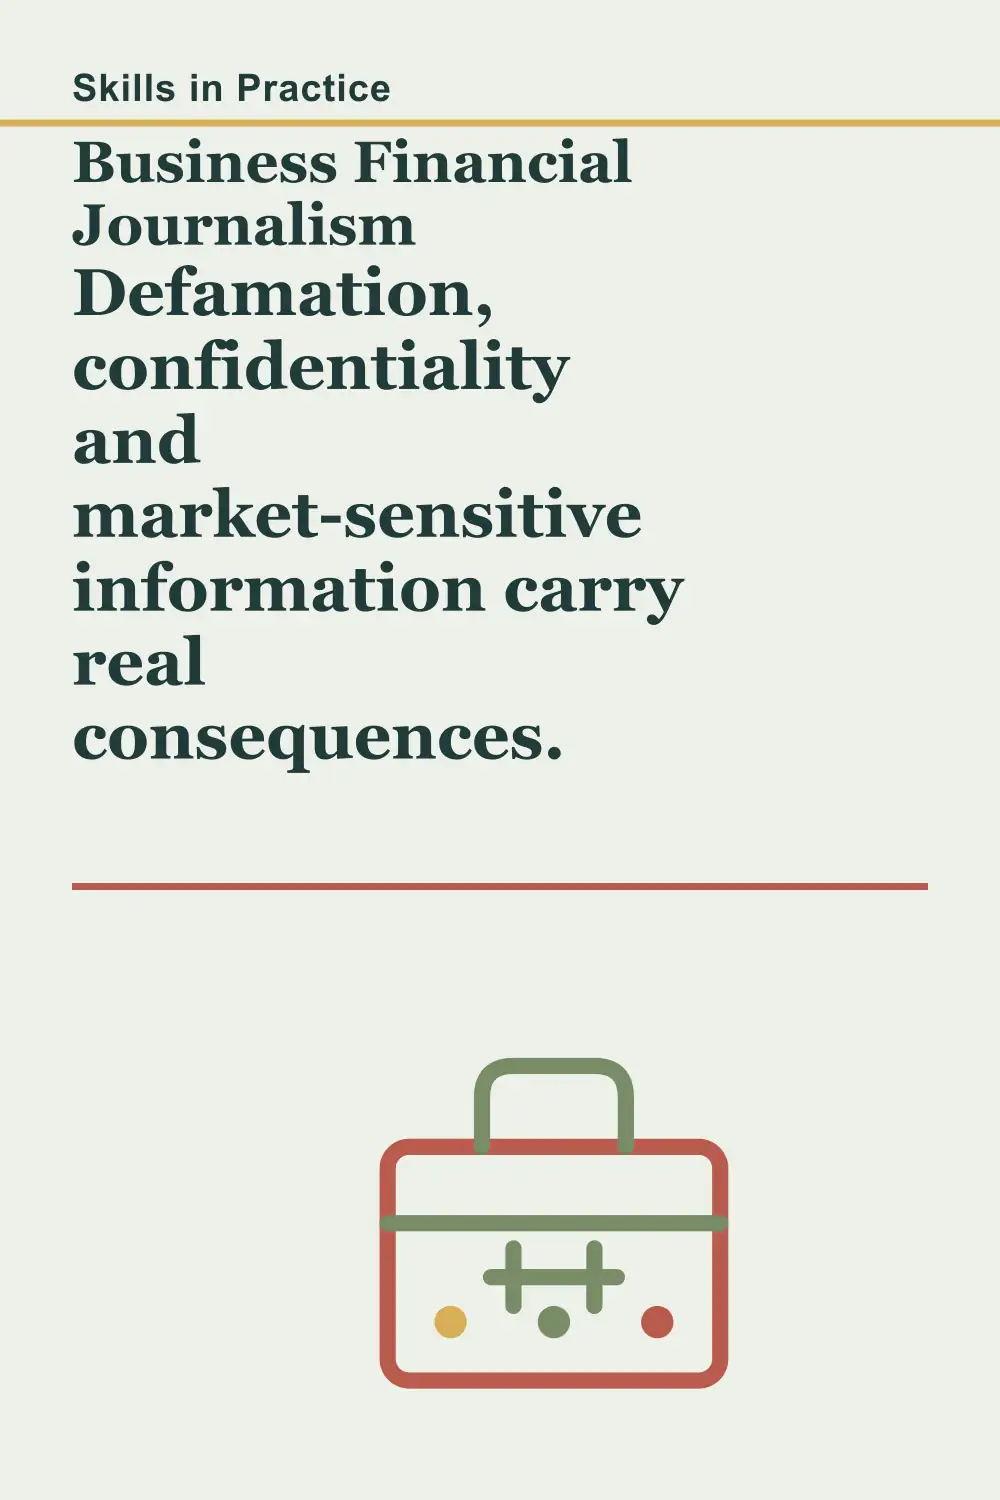 Skills in Practice
Business Financial
Journalism
Defamation,
confidentiality
and
market-sensitive
information carry
real
consequences.